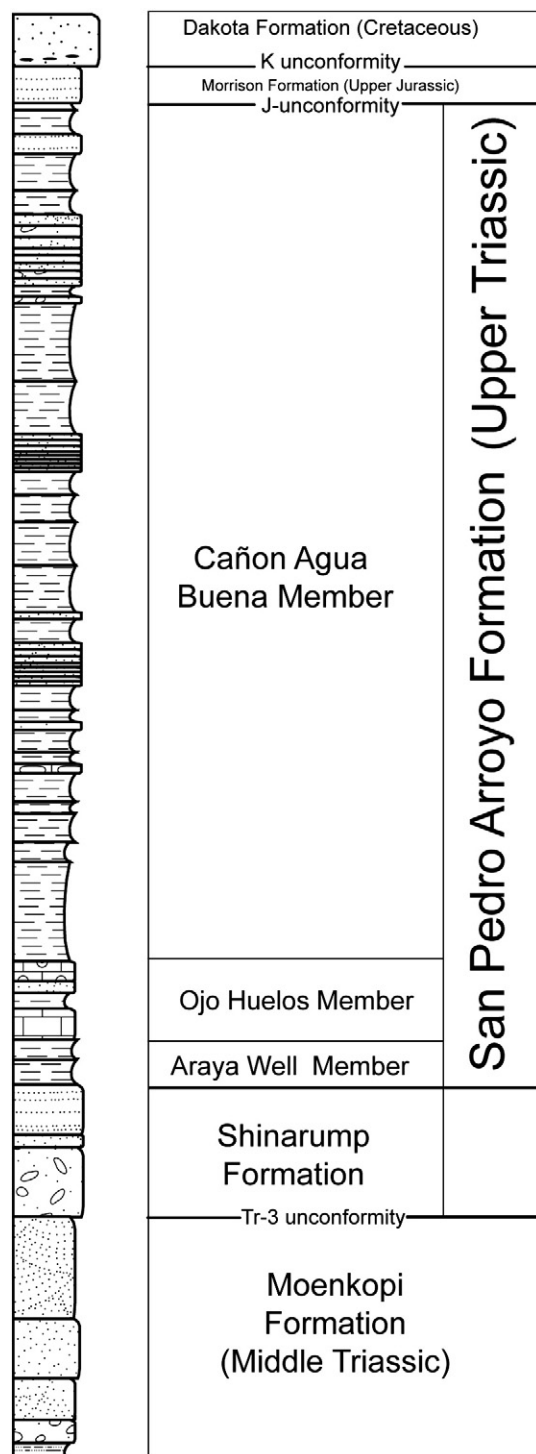 Dakota Formation (Cretaceous)
K unconformity
Morrison Formation (Upper Jurassic)
J-unconformity
San Pedro Arroyo Formation (Upper Triassic)
Cañon Agua
Buena Member
Ojo Huelos Member
Araya Well Member
Shinarump
Formation
Tr-3 unconformity
Moenkopi
Formation
(Middle Triassic)